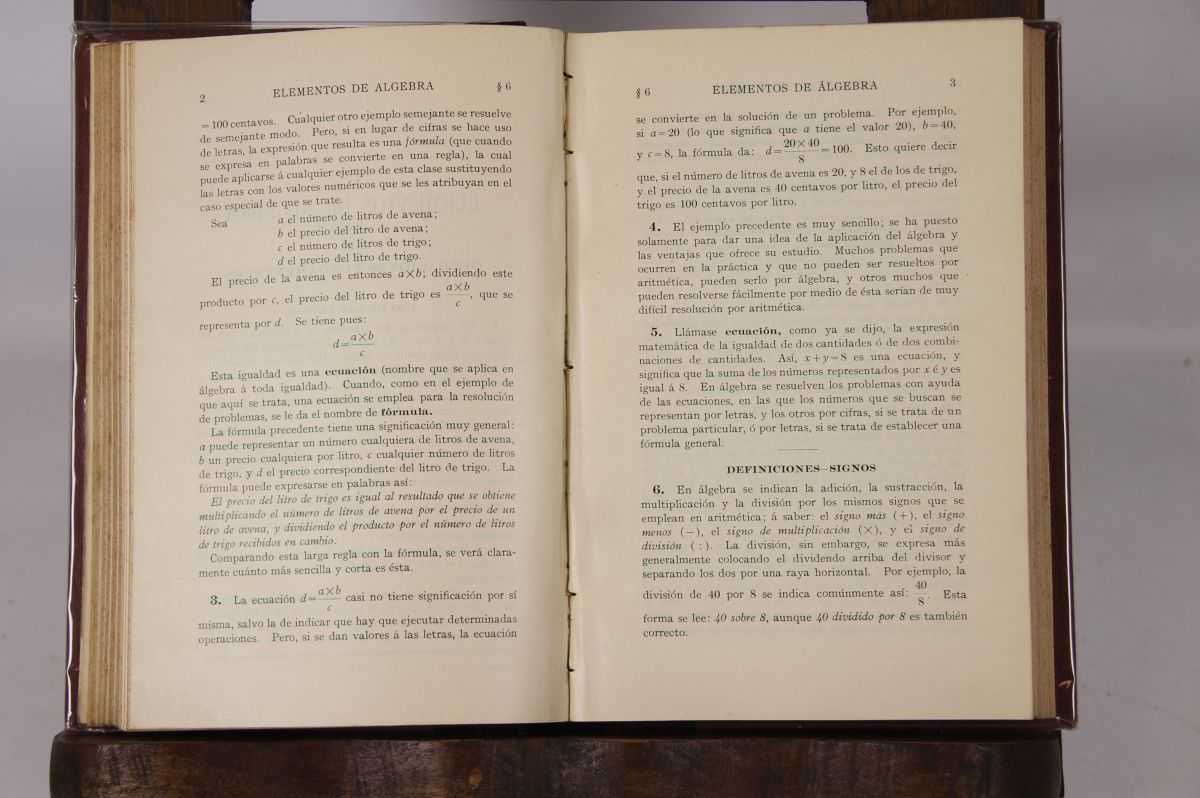 2 ELEMENTOS DE ALGEBRA § 6
= 100 centavos. Cualquier otro ejemplo semejante se resuelve
de semejante modo. Pero, si en lugar de cifras se hace uso
de letras, la expresión que resulta es una fórmula (que cuando
se expresa en palabras se convierte en una regla), la cual
puede aplicarse á cualquier ejemplo de esta clase sustituyendo
las letras con los valores numéricos que se les atribuyan en el
caso especial de que se trate.
Sea a el número de litros de avena;
b el precio del litro de avena;
c el número de litros de trigo;
d el precio del litro de trigo.
El precio de la avena es entonces a×b; dividiendo este
producto por c, el precio del litro de trigo es a×b/c, que se
representa por d. Se tiene pues:
d=a×b/c
Esta igualdad es una ecuación (nombre que se aplica en
álgebra á toda igualdad). Cuando, como en el ejemplo de
que aquí se trata, una ecuación se emplea para la resolución
de problemas, se le da el nombre de fórmula.
La fórmula precedente tiene una significación muy general:
a puede representar un número cualquiera de litros de avena,
b un precio cualquiera por litro, c cualquier número de litros
de trigo, y d el precio correspondiente del litro de trigo. La
fórmula puede expresarse en palabras así:
El precio del litro de trigo es igual al resultado que se obtiene
multiplicando el número de litros de avena por el precio de un
litro de avena, y dividiendo el producto por el número de litros
de trigo recibidos en cambio.
Comparando esta larga regla con la fórmula, se verá clara-
mente cuánto más sencilla y corta es ésta.
3. La ecuación d=a×b/c casi no tiene significación por sí
misma, salvo la de indicar que hay que ejecutar determinadas
operaciones. Pero, si se dan valores á las letras, la ecuación
§ 6 ELEMENTOS DE ÁLGEBRA 3
se convierte en la solución de un problema. Por ejemplo,
si a=20 (lo que significa que a tiene el valor 20), b=40,
y c=8, la fórmula da: d=20×40/8=100. Esto quiere decir
que, si el número de litros de avena es 20, y 8 el de los de trigo,
y el precio de la avena es 40 centavos por litro, el precio del
trigo es 100 centavos por litro.
4. El ejemplo precedente es muy sencillo; se ha puesto
solamente para dar una idea de la aplicación del álgebra y
las ventajas que ofrece su estudio. Muchos problemas que
ocurren en la práctica y que no pueden ser resueltos por
aritmética, pueden serlo por álgebra, y otros muchos que
pueden resolverse fácilmente por medio de ésta serían de muy
difícil resolución por aritmética.
5. Llámase ecuación, como ya se dijo, la expresión
matemática de la igualdad de dos cantidades ó de dos combi-
naciones de cantidades. Así, x+y=8 es una ecuación, y
significa que la suma de los números representados por x é y es
igual á 8. En álgebra se resuelven los problemas con ayuda
de las ecuaciones, en las que los números que se buscan se
representan por letras, y los otros por cifras, si se trata de un
problema particular, ó por letras, si se trata de establecer una
fórmula general.
DEFINICIONES—SIGNOS
6. En álgebra se indican la adición, la sustracción, la
multiplicación y la división por los mismos signos que se
emplean en aritmética; á saber: el signo más (+), el signo
menos (−), el signo de multiplicación (×), y el signo de
división (:). La división, sin embargo, se expresa más
generalmente colocando el dividendo arriba del divisor y
separando los dos por una raya horizontal. Por ejemplo, la
división de 40 por 8 se indica comúnmente así: 40/8. Esta
forma se lee: 40 sobre 8, aunque 40 dividido por 8 es también
correcto.